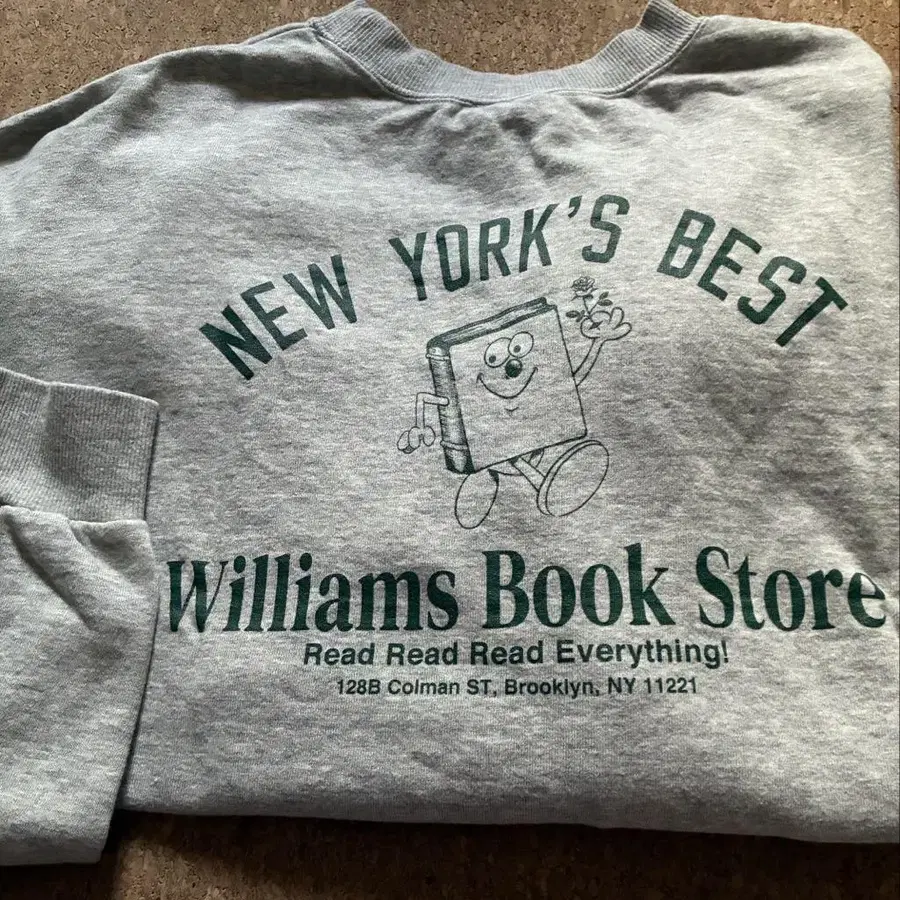 NEW YORK'S BEST
Williams Book Store
Read Read Read Everything!
128B Colman ST, Brooklyn, NY 11221